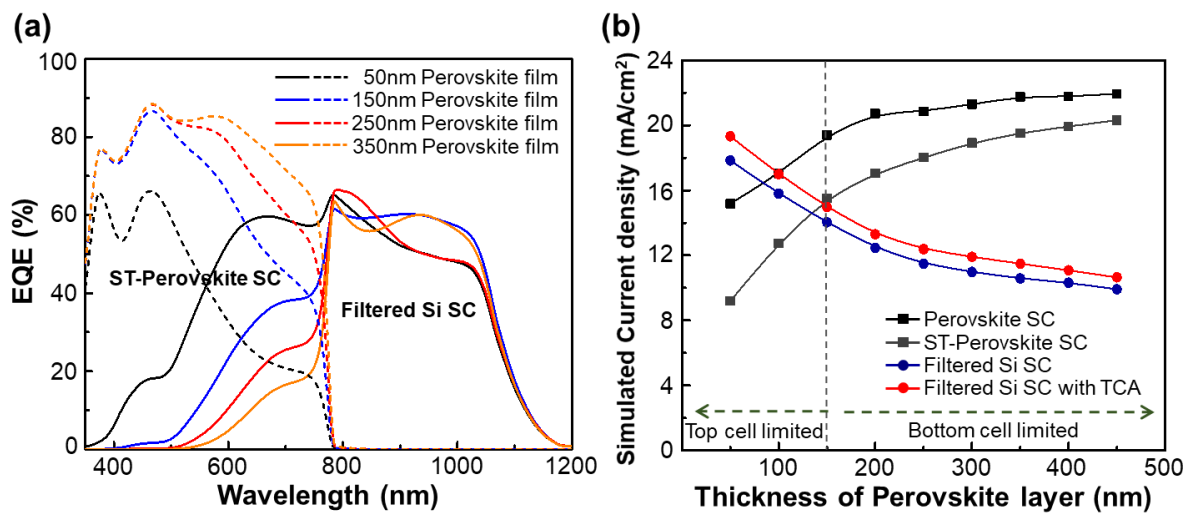 (a)
EQE (%)
100
80
60
40
20
0
50nm Perovskite film
150nm Perovskite film
250nm Perovskite film
350nm Perovskite film
ST-Perovskite SC
Filtered Si SC
400
600
800
1000
1200
Wavelength (nm)
(b)
Simulated Current density (mA/cm²)
24
20
16
12
8
4
0
Perovskite SC
ST-Perovskite SC
Filtered Si SC
Filtered Si SC with TCA
Top cell limited
Bottom cell limited
100
200
300
400
500
Thickness of Perovskite layer (nm)